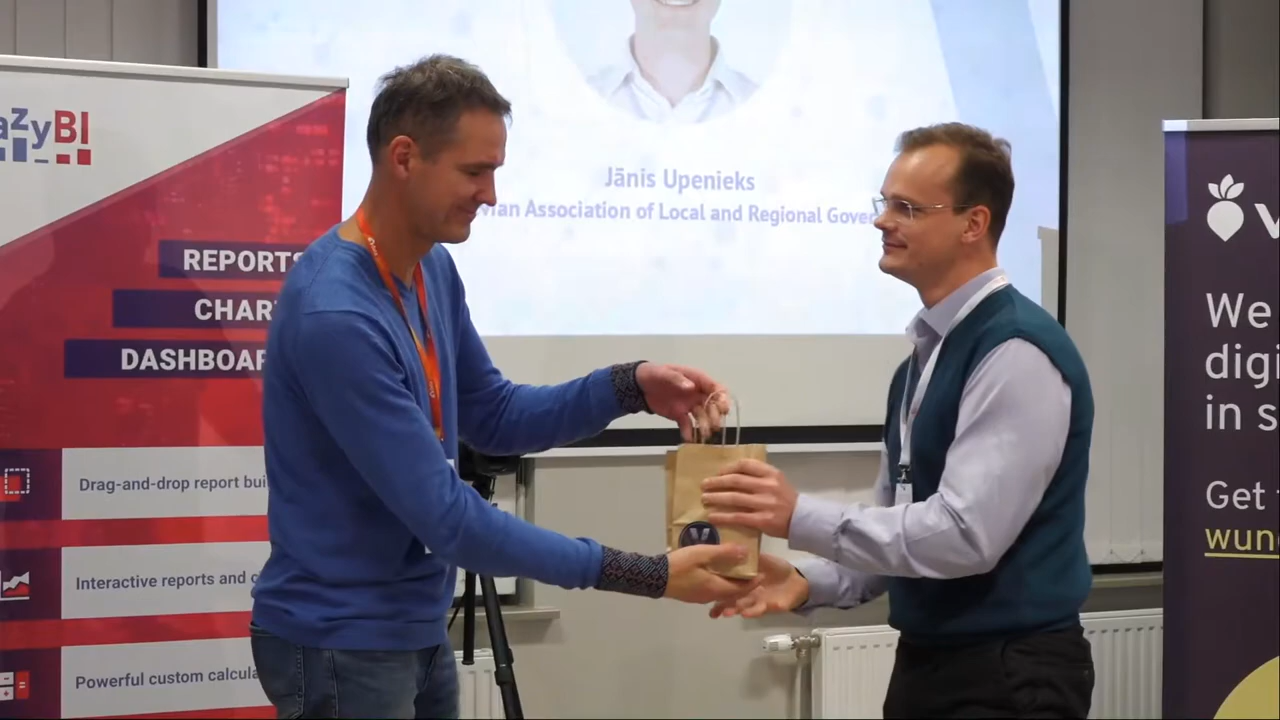 azyBI
REPORTS
CHAR
DASHBOAR
Drag-and-drop report bui
Interactive reports and c
Powerful custom calcula
Jānis Upenieks
vian Association of Local and Regional Gove
V
We
digi
in s
Get
wun